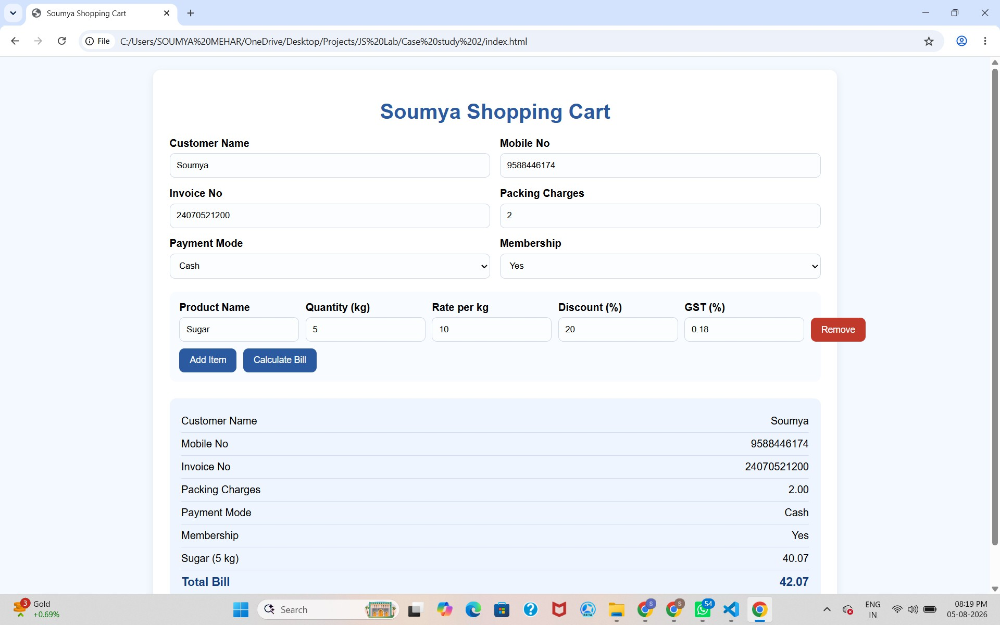 Soumya Shopping Cart
File C:/Users/SOUMYA%20MEHAR/OneDrive/Desktop/Projects/JS%20Lab/Case%20study%202/index.html
Soumya Shopping Cart
Customer Name Mobile No
Soumya 9588446174
Invoice No Packing Charges
24070521200 2
Payment Mode Membership
Cash Yes
Product Name Quantity (kg) Rate per kg Discount (%) GST (%)
Sugar 5 10 20 0.18 Remove
Add Item Calculate Bill
Customer Name Soumya
Mobile No 9588446174
Invoice No 24070521200
Packing Charges 2.00
Payment Mode Cash
Membership Yes
Sugar (5 kg) 40.07
Total Bill 42.07
3 Gold
+0.69%
Search
BETA
S
S
54
ENG
IN
08:19 PM
05-08-2026